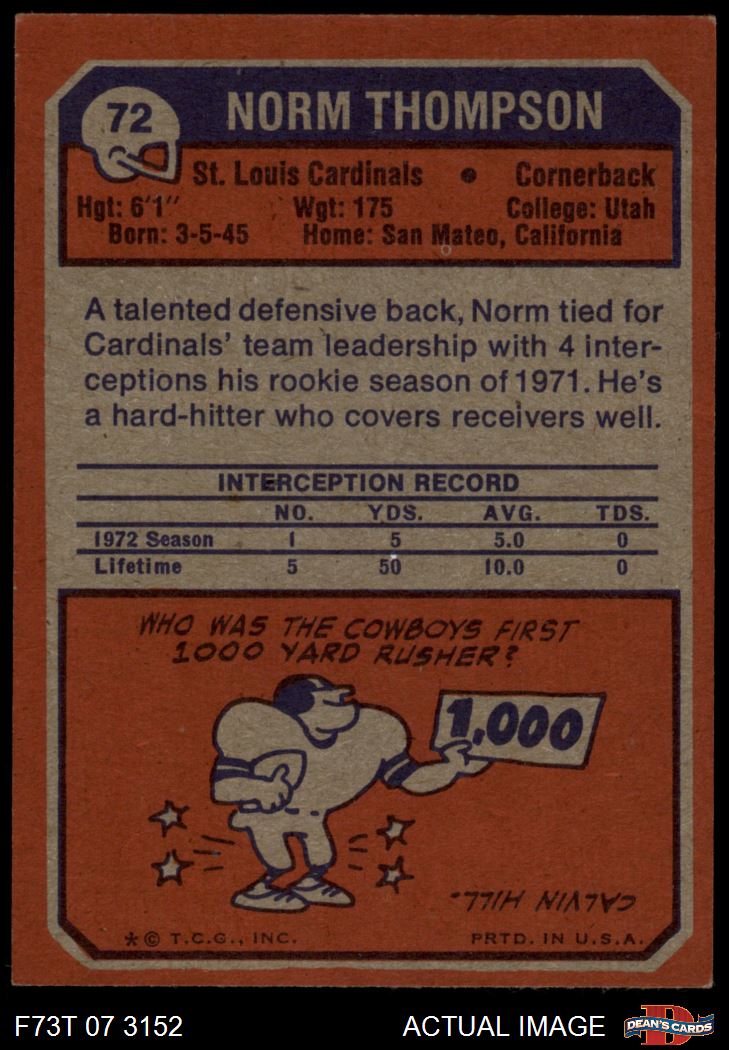 72
NORM THOMPSON
St. Louis Cardinals • Cornerback
Hgt: 6'1" Wgt: 175 College: Utah
Born: 3-5-45 Home: San Mateo, California
A talented defensive back, Norm tied for
Cardinals' team leadership with 4 inter-
ceptions his rookie season of 1971. He's
a hard-hitter who covers receivers well.
INTERCEPTION RECORD
NO. YDS. AVG. TDS.
1972 Season 1 5 5.0 0
Lifetime 5 50 10.0 0
WHO WAS THE COWBOYS FIRST
1000 YARD RUSHER?
1,000
CALVIN HILL.
* © T.C.G., INC. PRTD. IN U.S.A.
F73T 07 3152 ACTUAL IMAGE
D
DEAN'S CARDS